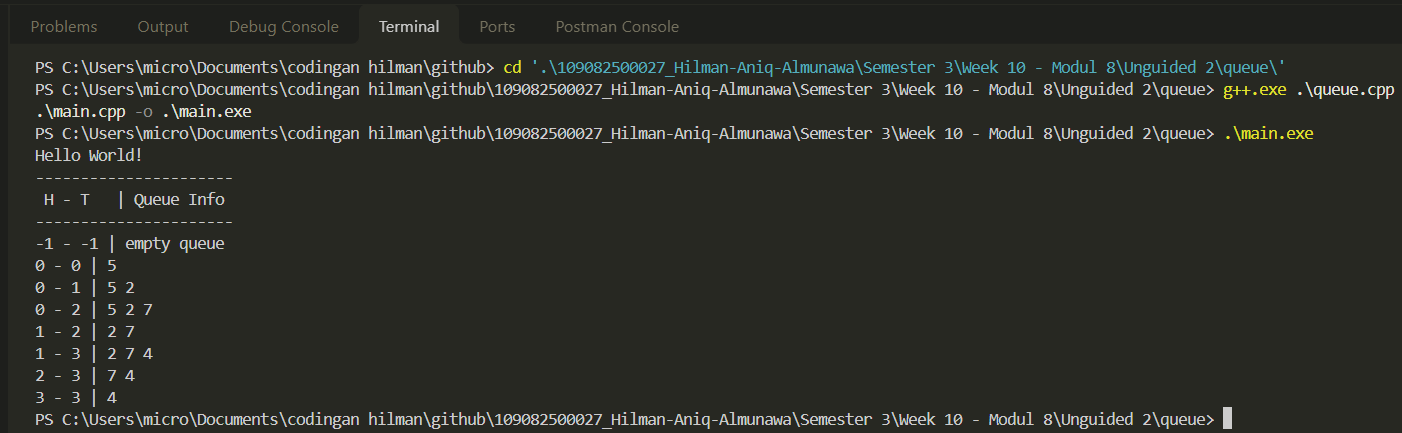 Problems Output Debug Console Terminal Ports Postman Console
PS C:\Users\micro\Documents\codingan hilman\github> cd '.\109082500027_Hilman-Aniq-Almunawa\Semester 3\Week 10 - Modul 8\Unguided 2\queue\'
PS C:\Users\micro\Documents\codingan hilman\github\109082500027_Hilman-Aniq-Almunawa\Semester 3\Week 10 - Modul 8\Unguided 2\queue> g++.exe .\queue.cpp
.\main.cpp -o .\main.exe
PS C:\Users\micro\Documents\codingan hilman\github\109082500027_Hilman-Aniq-Almunawa\Semester 3\Week 10 - Modul 8\Unguided 2\queue> .\main.exe
Hello World!
----------------------
 H - T   | Queue Info
----------------------
-1 - -1 | empty queue
0 - 0 | 5
0 - 1 | 5 2
0 - 2 | 5 2 7
1 - 2 | 2 7
1 - 3 | 2 7 4
2 - 3 | 7 4
3 - 3 | 4
PS C:\Users\micro\Documents\codingan hilman\github\109082500027_Hilman-Aniq-Almunawa\Semester 3\Week 10 - Modul 8\Unguided 2\queue>